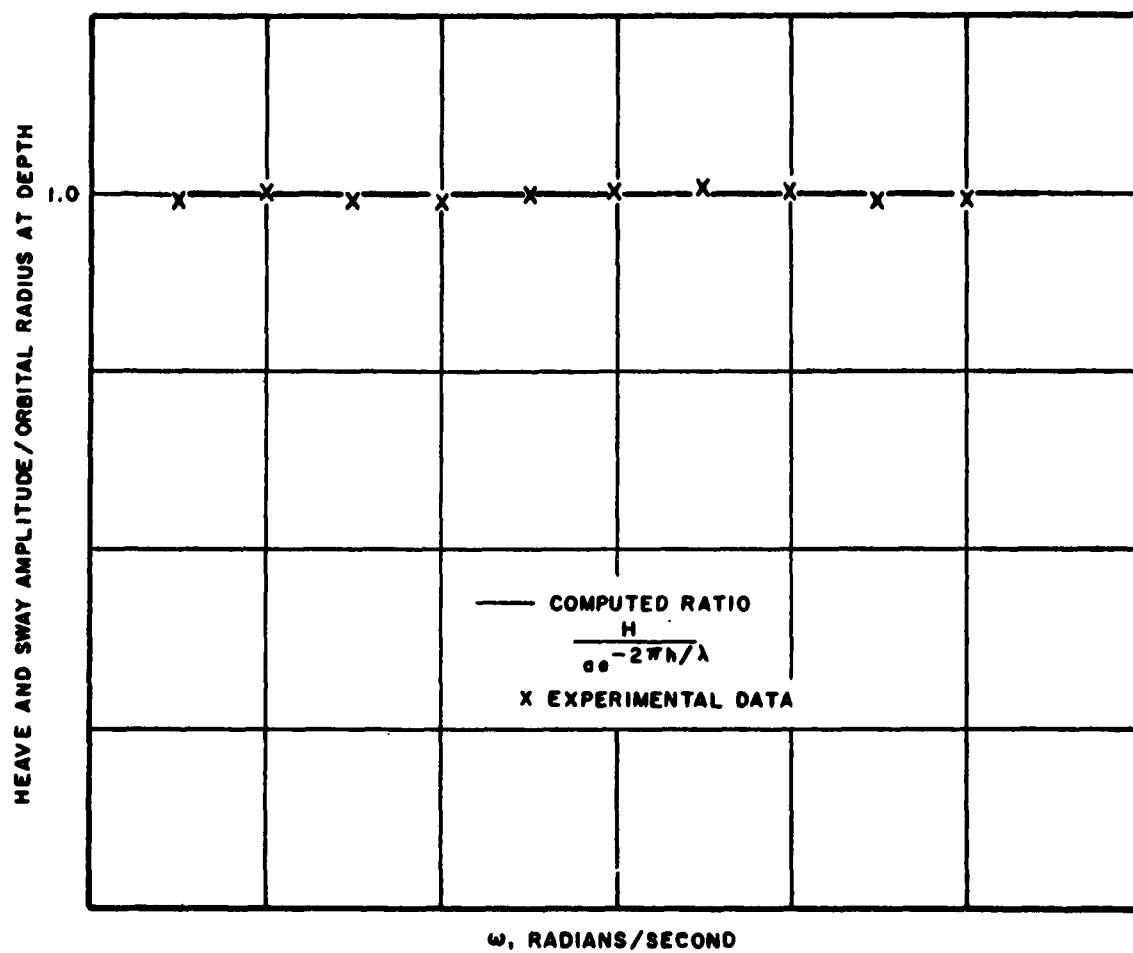 HEAVE AND SWAY AMPLITUDE/ORBITAL RADIUS AT DEPTH
1.0
— COMPUTED RATIO
H
ae^-2πh/λ
X EXPERIMENTAL DATA
ω, RADIANS/SECOND